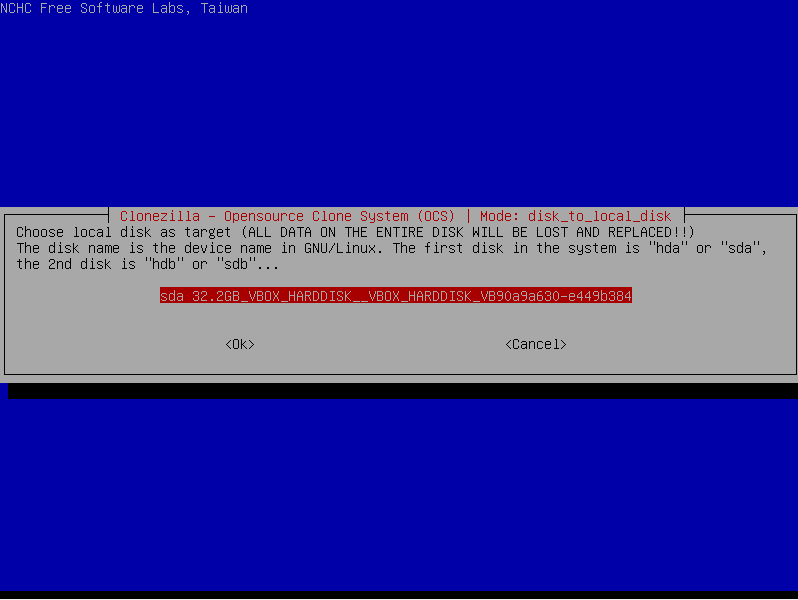 NCHC Free Software Labs, Taiwan
Clonezilla - Opensource Clone System (OCS) | Mode: disk_to_local_disk
Choose local disk as target (ALL DATA ON THE ENTIRE DISK WILL BE LOST AND REPLACED!!)
The disk name is the device name in GNU/Linux. The first disk in the system is "hda" or "sda",
the 2nd disk is "hdb" or "sdb"...
sda 32.2GB_VBOX_HARDDISK__VBOX_HARDDISK_VB90a9a630-e449b384
<Ok> <Cancel>